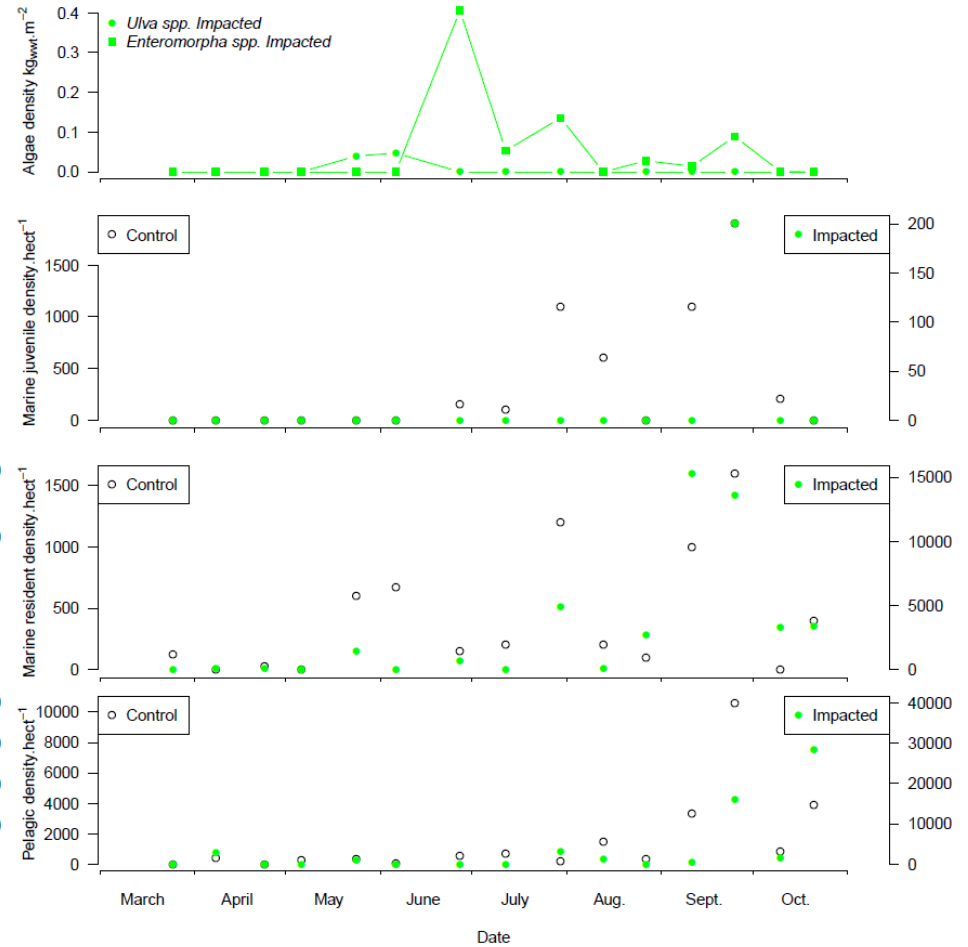 Algae density kg_wwt.m⁻²
0.4
0.3
0.2
0.1
0.0
Ulva spp. Impacted
Enteromorpha spp. Impacted
Marine juvenile density.hect⁻¹
1500
1000
500
0
Control
Impacted
200
150
100
50
0
Marine resident density.hect⁻¹
1500
1000
500
0
Control
Impacted
15000
10000
5000
0
Pelagic density.hect⁻¹
10000
8000
6000
4000
2000
0
Control
Impacted
40000
30000
20000
10000
0
March April May June July Aug. Sept. Oct.
Date